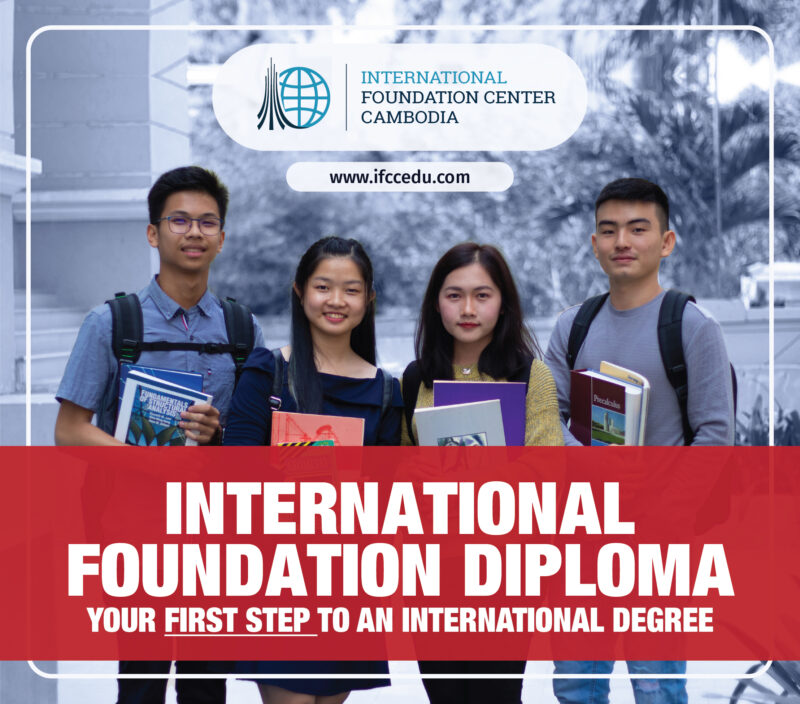 INTERNATIONAL
FOUNDATION CENTER
CAMBODIA
www.ifccedu.com
FUNDAMENTALS
OF STRUCTURAL
ANALYSIS
Precalculus
INTERNATIONAL
FOUNDATION DIPLOMA
YOUR FIRST STEP TO AN INTERNATIONAL DEGREE